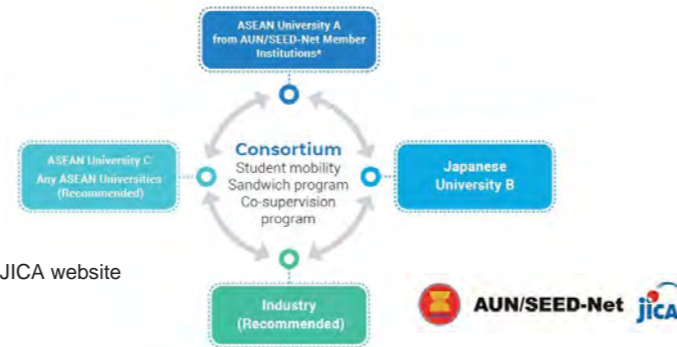 ASEAN University A
from AUN/SEED-Net Member
Institutions*
Consortium
Student mobility
Sandwich program
Co-supervision
program
ASEAN University C
Any ASEAN Universities
(Recommended)
Japanese
University B
JICA website
Industry
(Recommended)
AUN/SEED-Net
jica